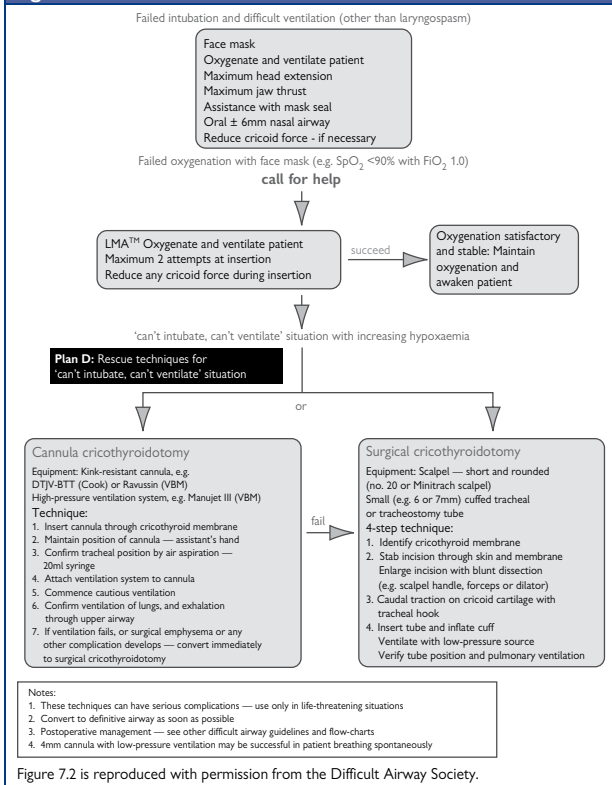 Failed intubation and difficult ventilation (other than laryngospasm)
Face mask
Oxygenate and ventilate patient
Maximum head extension
Maximum jaw thrust
Assistance with mask seal
Oral ± 6mm nasal airway
Reduce cricoid force - if necessary
Failed oxygenation with face mask (e.g. SpO₂ <90% with FiO₂ 1.0)
call for help
LMA™ Oxygenate and ventilate patient
Maximum 2 attempts at insertion
Reduce any cricoid force during insertion
succeed
Oxygenation satisfactory
and stable: Maintain
oxygenation and
awaken patient
‘can’t intubate, can’t ventilate’ situation with increasing hypoxaemia
Plan D: Rescue techniques for
‘can’t intubate, can’t ventilate’ situation
or
Cannula cricothyroidotomy
Equipment: Kink-resistant cannula, e.g.
DTJV-BTT (Cook) or Ravussin (VBM)
High-pressure ventilation system, e.g. Manujet III (VBM)
Technique:
1. Insert cannula through cricothyroid membrane
2. Maintain position of cannula — assistant’s hand
3. Confirm tracheal position by air aspiration —
20ml syringe
4. Attach ventilation system to cannula
5. Commence cautious ventilation
6. Confirm ventilation of lungs, and exhalation
through upper airway
7. If ventilation fails, or surgical emphysema or any
other complication develops — convert immediately
to surgical cricothyroidotomy
fail
Surgical cricothyroidotomy
Equipment: Scalpel — short and rounded
(no. 20 or Minitrach scalpel)
Small (e.g. 6 or 7mm) cuffed tracheal
or tracheostomy tube
4-step technique:
1. Identify cricothyroid membrane
2. Stab incision through skin and membrane
Enlarge incision with blunt dissection
(e.g. scalpel handle, forceps or dilator)
3. Caudal traction on cricoid cartilage with
tracheal hook
4. Insert tube and inflate cuff
Ventilate with low-pressure source
Verify tube position and pulmonary ventilation
Notes:
1. These techniques can have serious complications — use only in life-threatening situations
2. Convert to definitive airway as soon as possible
3. Postoperative management — see other difficult airway guidelines and flow-charts
4. 4mm cannula with low-pressure ventilation may be successful in patient breathing spontaneously
Figure 7.2 is reproduced with permission from the Difficult Airway Society.